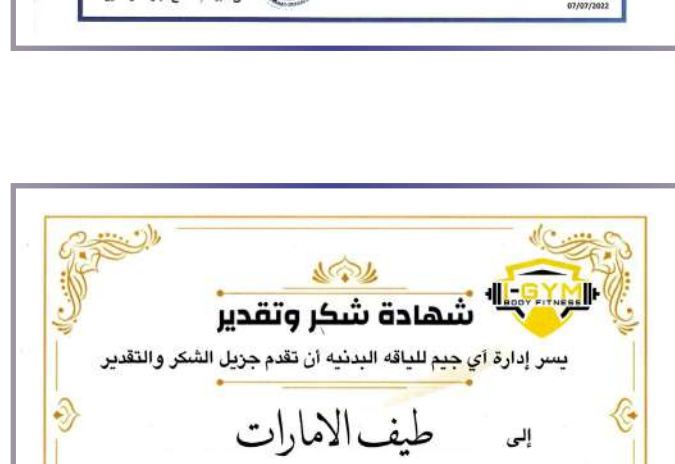 07/07/2022
I-GYM
BODY FITNESS
شهادة شكر وتقدير
يسر إدارة آي جيم للياقه البدنيه أن تقدم جزيل الشكر والتقدير
إلى طيف الامارات